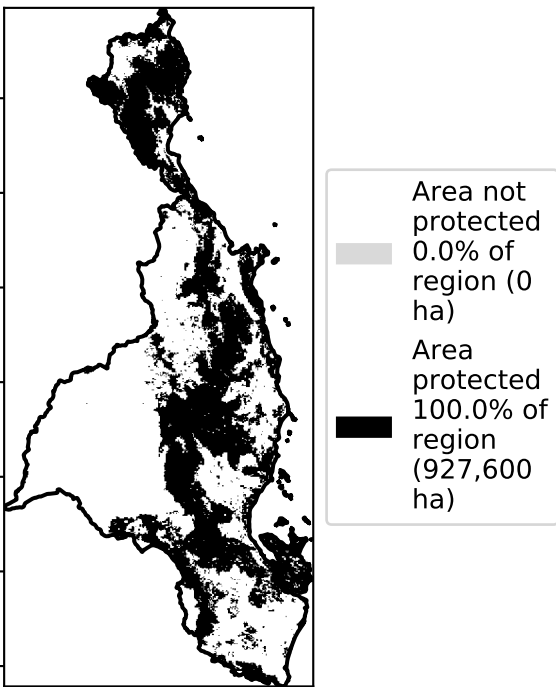 Area not
protected
0.0% of
region (0
ha)
Area
protected
100.0% of
region
(927,600
ha)